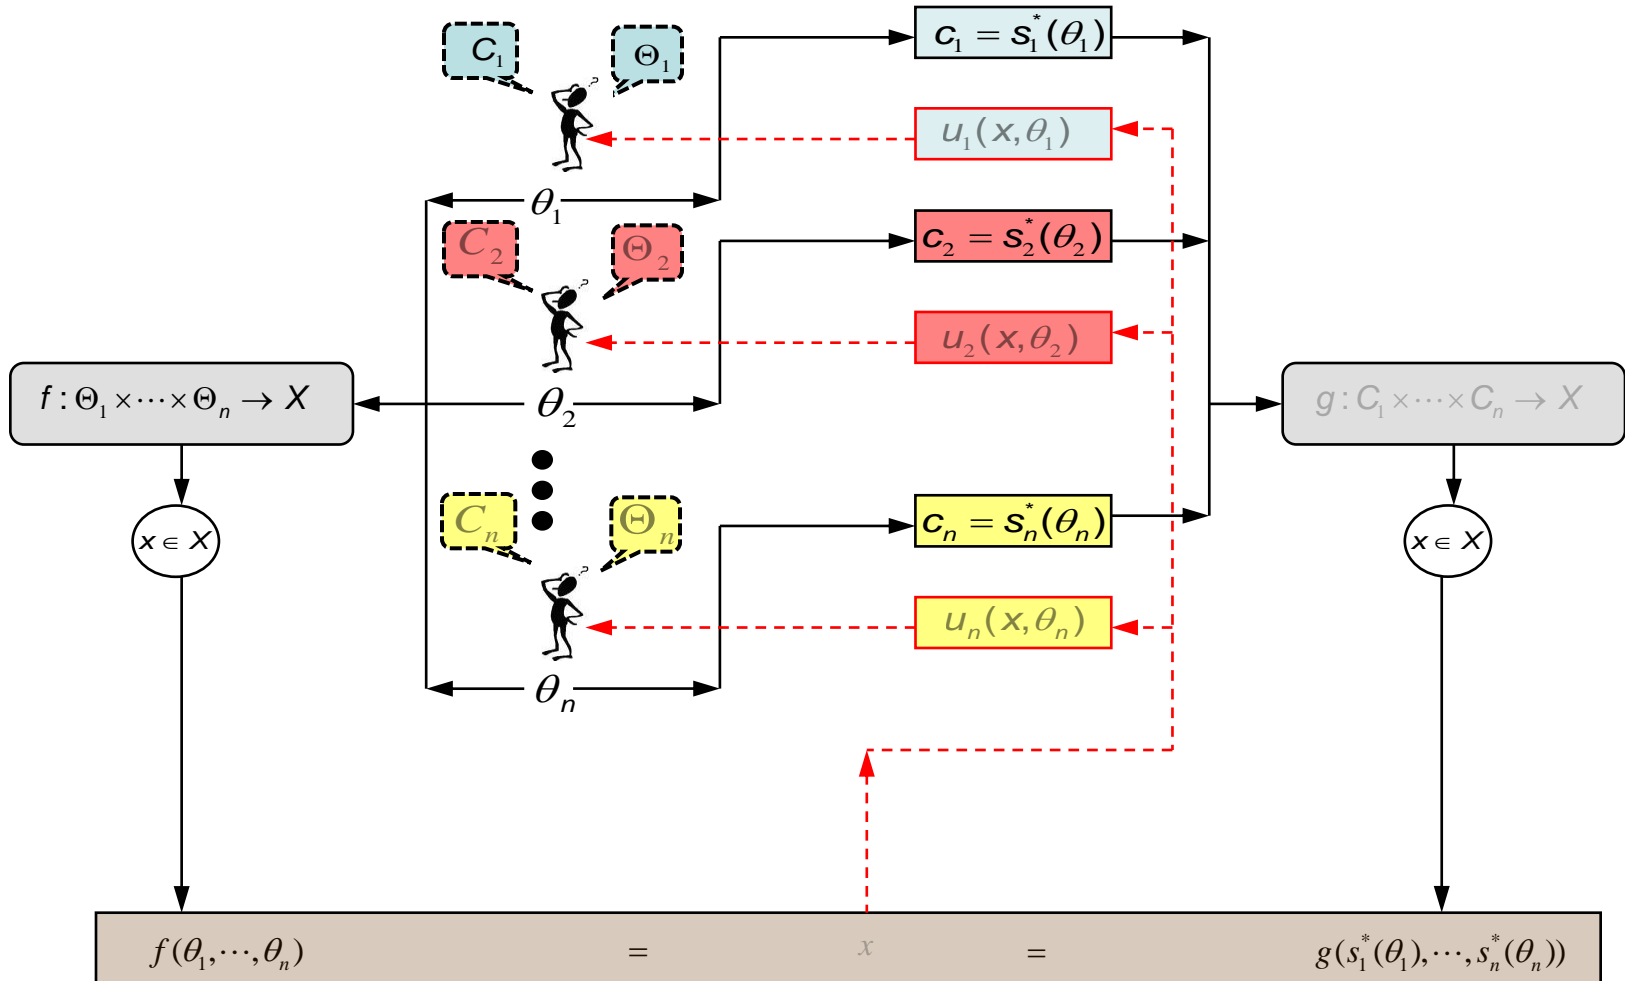 C₁
Θ₁
?
c₁ = s₁*(θ₁)
u₁(x,θ₁)
θ₁
C₂
Θ₂
?
c₂ = s₂*(θ₂)
u₂(x,θ₂)
θ₂
f : Θ₁ ×⋯× Θₙ → X
g : C₁ ×⋯× Cₙ → X
Cₙ
Θₙ
?
cₙ = sₙ*(θₙ)
x ∈ X
x ∈ X
uₙ(x,θₙ)
θₙ
f(θ₁,⋯,θₙ) = x = g(s₁*(θ₁),⋯,sₙ*(θₙ))